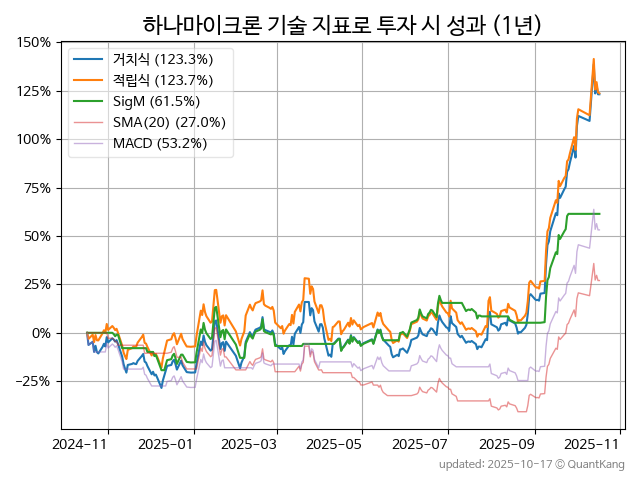 하나마이크론 기술 지표로 투자 시 성과 (1년)
150%
125%
100%
75%
50%
25%
0%
−25%
거치식 (123.3%)
적립식 (123.7%)
SigM (61.5%)
SMA(20) (27.0%)
MACD (53.2%)
2024-11
2025-01
2025-03
2025-05
2025-07
2025-09
2025-11
updated: 2025-10-17 © QuantKang